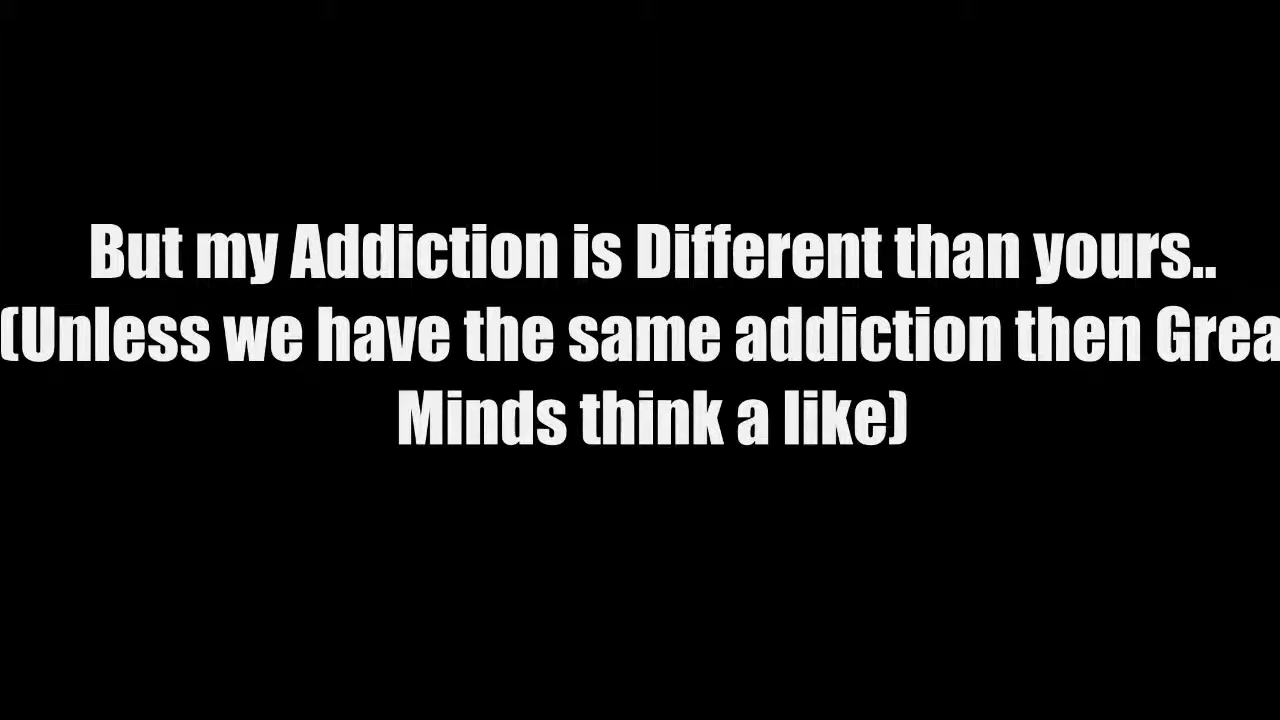 But my Addiction is Different than yours..
(Unless we have the same addiction then Grea
Minds think a like)